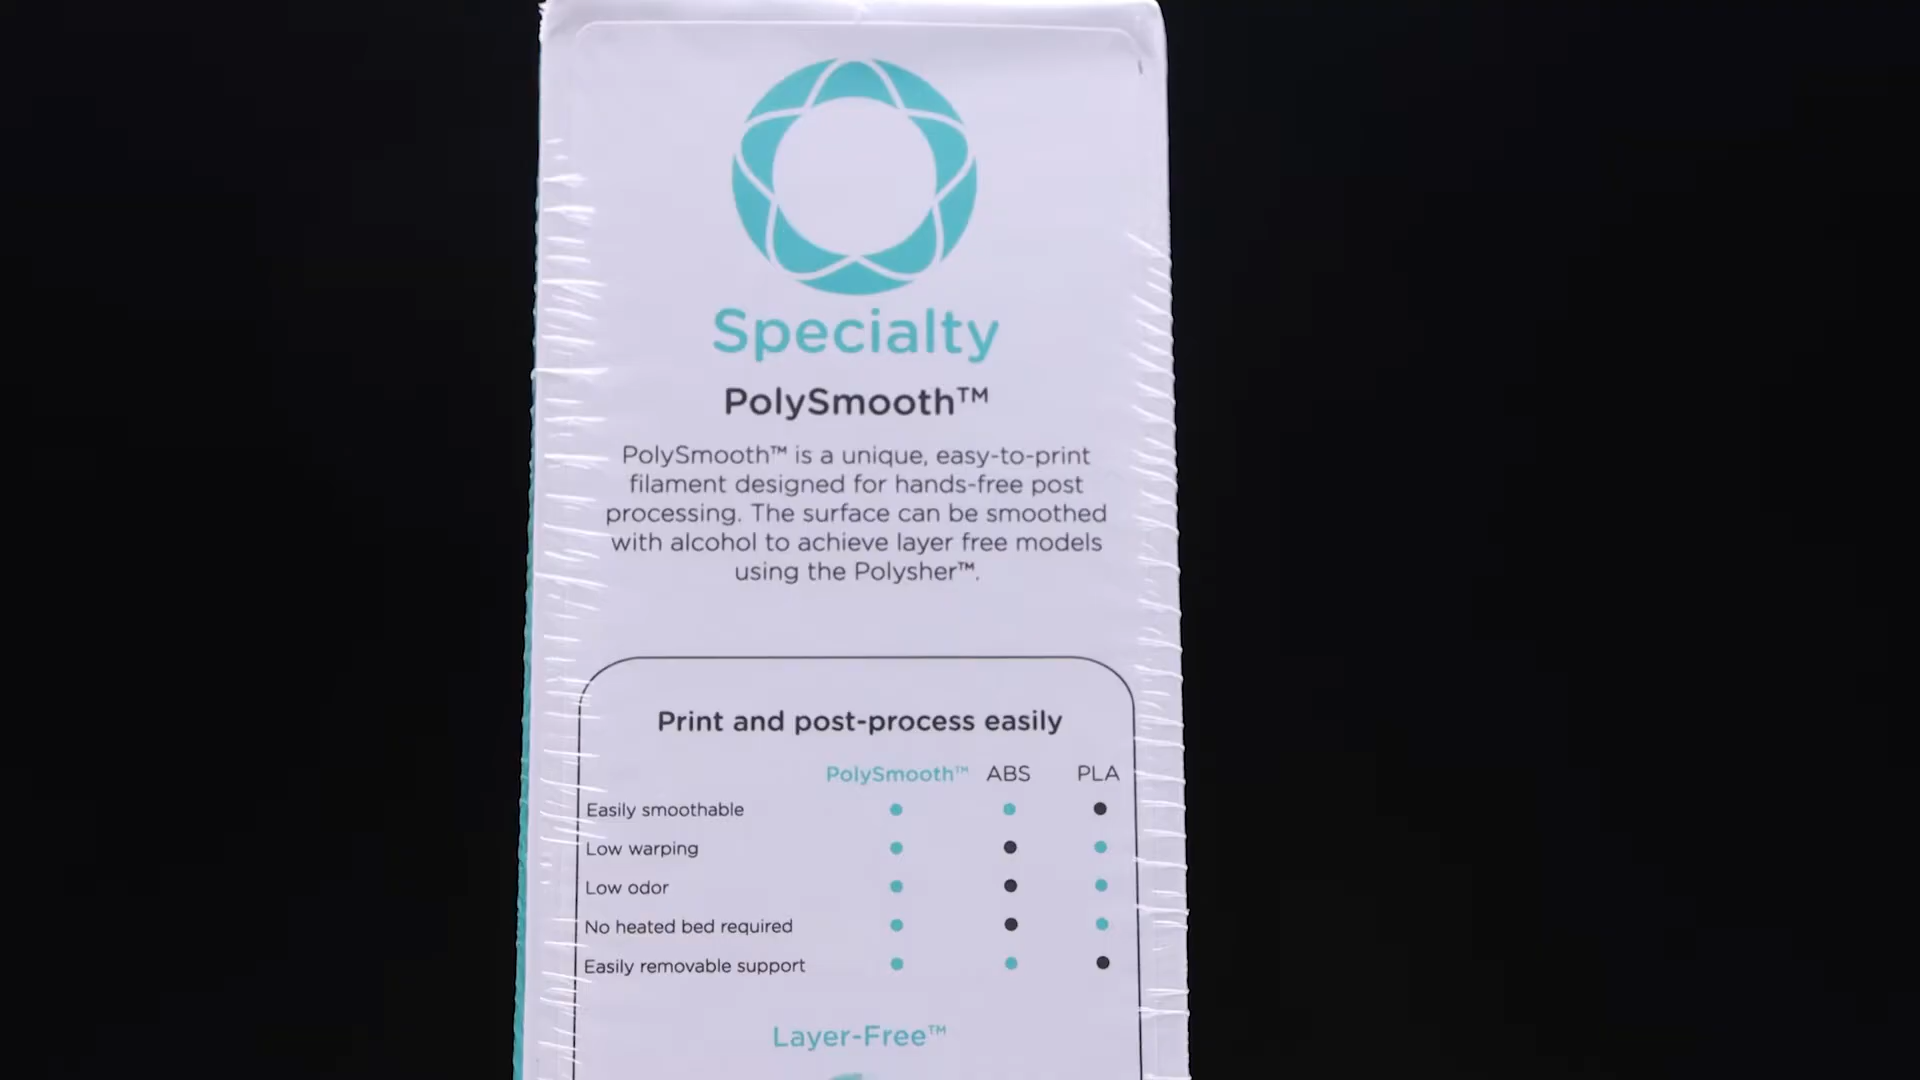 Specialty
PolySmooth™
PolySmooth™ is a unique, easy-to-print
filament designed for hands-free post
processing. The surface can be smoothed
with alcohol to achieve layer free models
using the Polysher™.
Print and post-process easily
PolySmooth™ ABS PLA
Easily smoothable
Low warping
Low odor
No heated bed required
Easily removable support
Layer-Free™